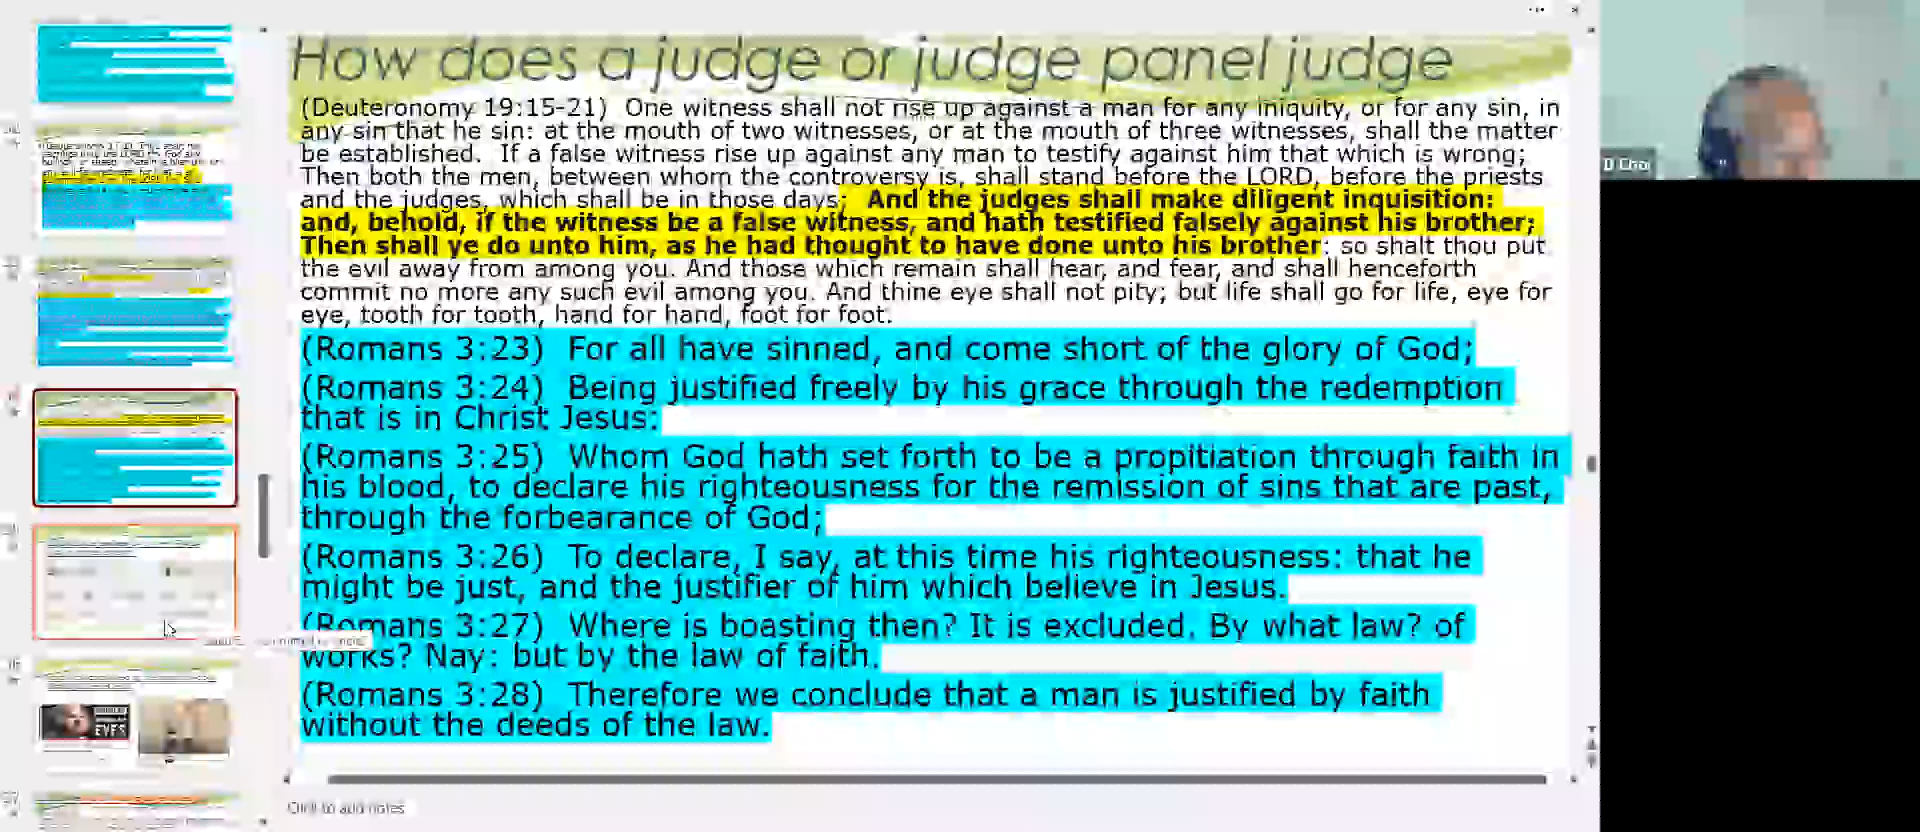 How does a judge or judge panel judge
(Deuteronomy 19:15-21) One witness shall not rise up against a man for any iniquity, or for any sin, in
any sin that he sin: at the mouth of two witnesses, or at the mouth of three witnesses, shall the matter
be established. If a false witness rise up against any man to testify against him that which is wrong;
Then both the men, between whom the controversy is, shall stand before the LORD, before the priests
and the judges, which shall be in those days; And the judges shall make diligent inquisition:
and, behold, if the witness be a false witness, and hath testified falsely against his brother;
Then shall ye do unto him, as he had thought to have done unto his brother: so shalt thou put
the evil away from among you. And those which remain shall hear, and fear, and shall henceforth
commit no more any such evil among you. And thine eye shall not pity; but life shall go for life, eye for
eye, tooth for tooth, hand for hand, foot for foot.
(Romans 3:23) For all have sinned, and come short of the glory of God;
(Romans 3:24) Being justified freely by his grace through the redemption
that is in Christ Jesus:
(Romans 3:25) Whom God hath set forth to be a propitiation through faith in
his blood, to declare his righteousness for the remission of sins that are past,
through the forbearance of God;
(Romans 3:26) To declare, I say, at this time his righteousness: that he
might be just, and the justifier of him which believe in Jesus.
(Romans 3:27) Where is boasting then? It is excluded. By what law? of
works? Nay: but by the law of faith.
(Romans 3:28) Therefore we conclude that a man is justified by faith
without the deeds of the law.
Click to add notes
D Choi
EYES